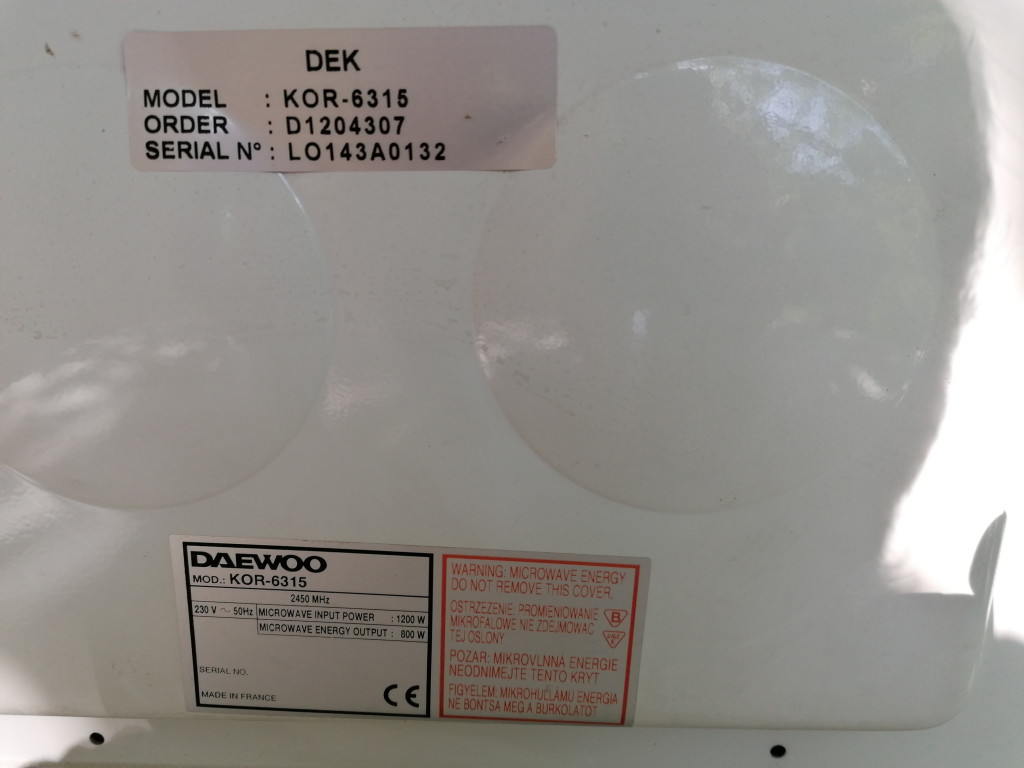 DEK
MODEL : KOR-6315
ORDER : D1204307
SERIAL N° : LO143A0132
DAEWOO
MOD.: KOR-6315
2450 MHz
230 V ~ 50Hz MICROWAVE INPUT POWER : 1200 W
MICROWAVE ENERGY OUTPUT : 800 W
SERIAL NO.
MADE IN FRANCE
CE
WARNING: MICROWAVE ENERGY
DO NOT REMOVE THIS COVER.
OSTRZEZENIE: PROMIENIOWANIE
MIKROFALOWE NIE ZDEJMOWAC
TEJ OSLONY
B
POZAR: MIKROVLNNA ENERGIE
NEODNIMEJTE TENTO KRYT
FIGYELEM: MIKROHULLAMU ENERGIA
NE BONTSA MEG A BURKOLATOT